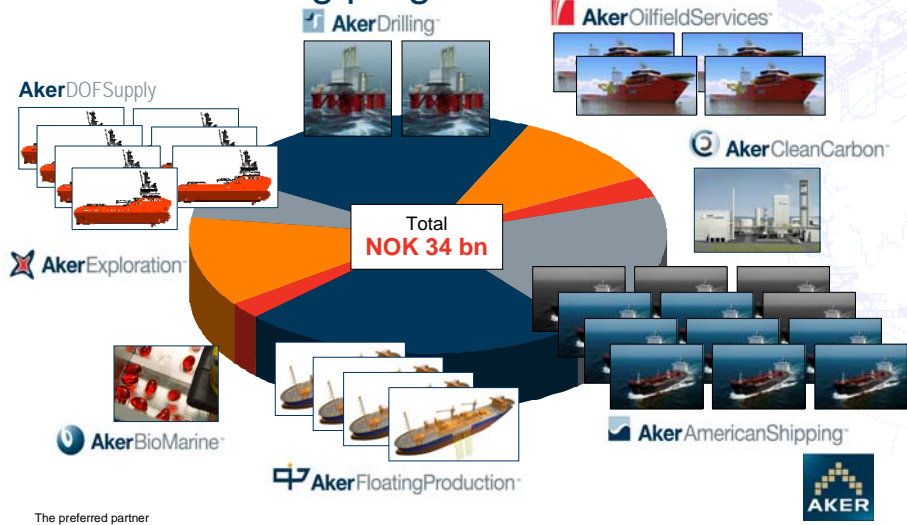 AkerDrilling
AkerOilfieldServices
AkerDOFSupply
AkerCleanCarbon
Total
NOK 34 bn
AkerExploration
AkerBioMarine
AkerAmericanShipping
AkerFloatingProduction
AKER
The preferred partner